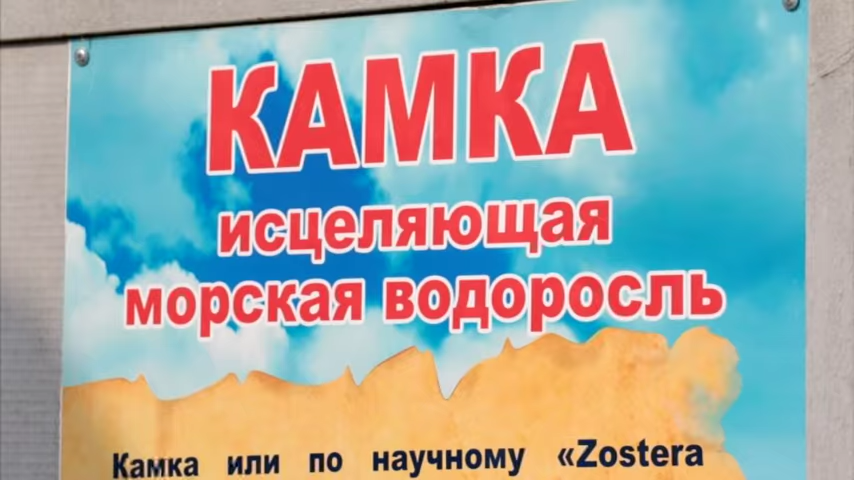 КАМКА
исцеляющая
морская водоросль
Камка или по научному «Zostera